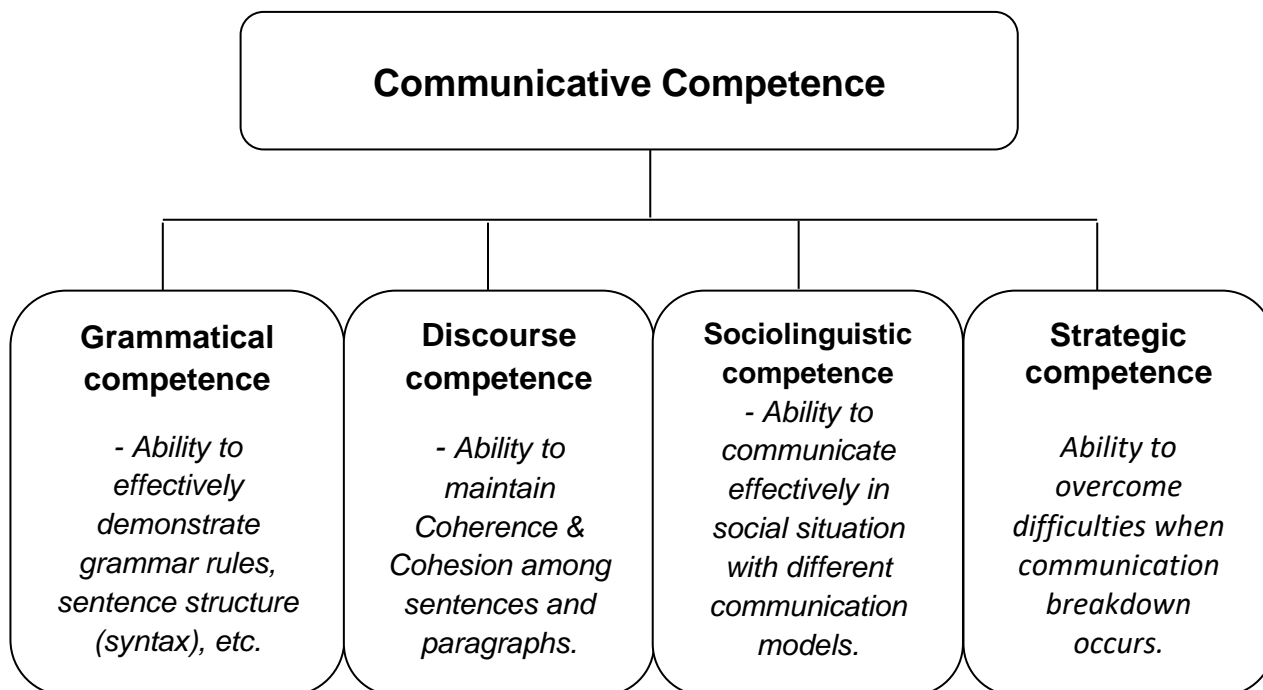 Communicative Competence
Grammatical
competence
- Ability to
effectively
demonstrate
grammar rules,
sentence structure
(syntax), etc.
Discourse
competence
- Ability to
maintain
Coherence &
Cohesion among
sentences and
paragraphs.
Sociolinguistic
competence
- Ability to
communicate
effectively in
social situation
with different
communication
models.
Strategic
competence
Ability to
overcome
difficulties when
communication
breakdown
occurs.